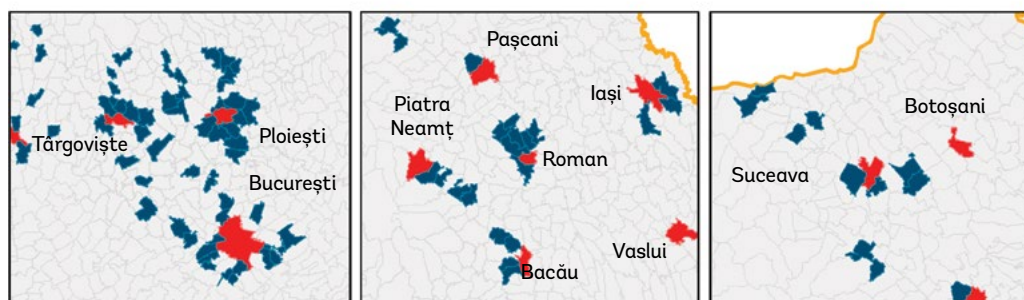 Târgoviște
Ploiești
București
Pașcani
Iași
Piatra
Neamț
Roman
Vaslui
Bacău
Botoșani
Suceava